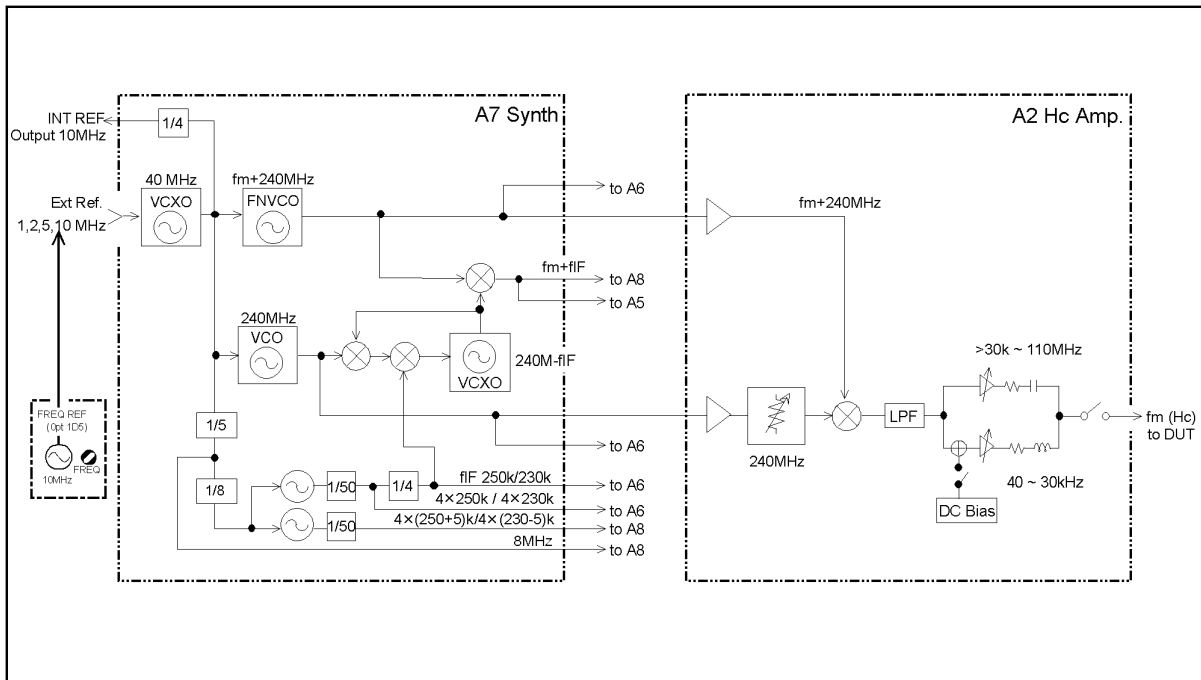 A7 Synth
A2 Hc Amp.
INT REF
Output 10MHz
1/4
40 MHz
fm+240MHz
to A6
Ext Ref.
1,2,5,10 MHz
VCXO
FNVCO
fm+240MHz
fm+fIF
to A8
to A5
240MHz
VCO
240M-fIF
VCXO
>30k ~ 110MHz
LPF
fm (Hc)
to DUT
240MHz
FREQ REF
(Opt 1D5)
FREQ
10MHz
1/5
to A6
1/8
1/50
1/4
fIF 250k/230k
to A6
4×250k / 4×230k
to A6
40 ~ 30kHz
DC Bias
1/50
4×(250+5)k/4×(230-5)k
to A8
8MHz
to A8